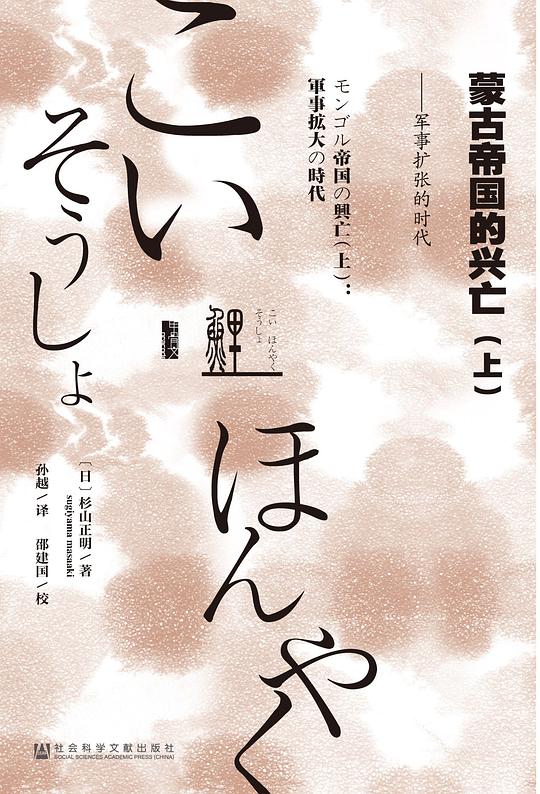 蒙古帝国的兴亡（上）
——军事扩张的时代
モンゴル帝国の興亡（上）：
軍事拡大の時代
こい
ほんやく
そうしょ
こい ほんやく
そうしょ
鯉
甲骨文
〔日〕杉山正明／著
sugiyama masaaki
孙越／译 邵建国／校
社会科学文献出版社
SOCIAL SCIENCES ACADEMIC PRESS (CHINA)